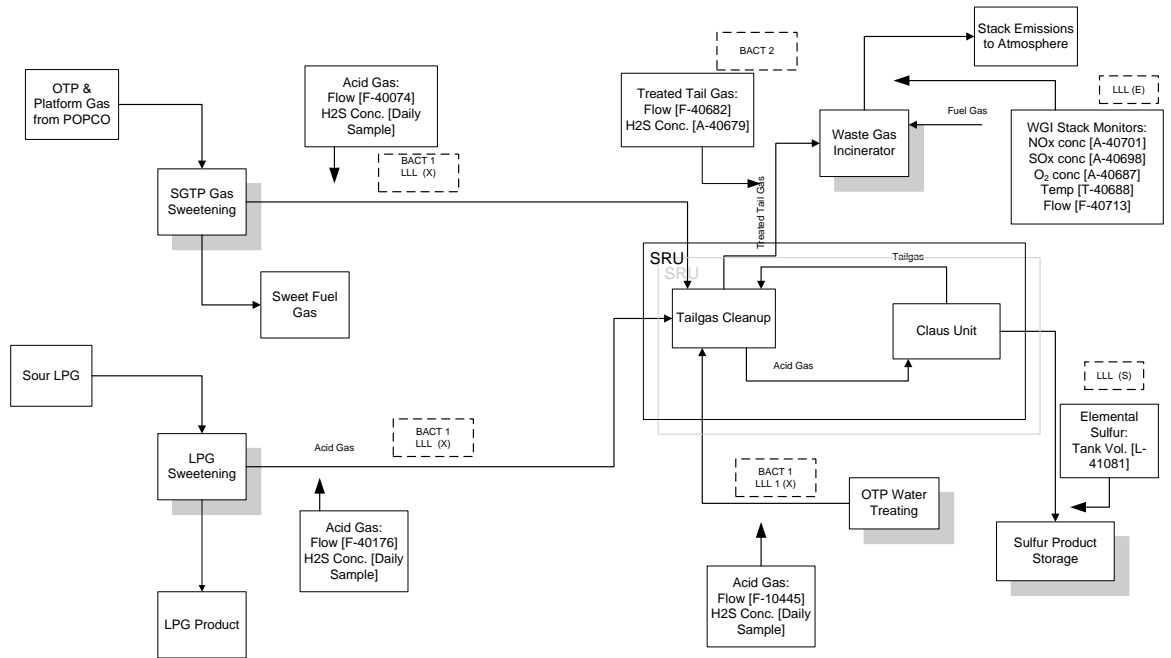 Stack Emissions
to Atmosphere
BACT 2
OTP &
Platform Gas
from POPCO
Acid Gas:
Flow [F-40074]
H2S Conc. [Daily
Sample]
Treated Tail Gas:
Flow [F-40682]
H2S Conc. [A-40679]
LLL (E)
Fuel Gas
Waste Gas
Incinerator
WGI Stack Monitors:
NOx conc [A-40701]
SOx conc [A-40698]
O2 conc [A-40687]
Temp [T-40688]
Flow [F-40713]
BACT 1
LLL (X)
SGTP Gas
Sweetening
Treated Tail Gas
SRU
SRU
Tailgas
Sweet Fuel
Gas
Tailgas Cleanup
Claus Unit
Acid Gas
Sour LPG
LLL (S)
Elemental
Sulfur:
Tank Vol. [L-
41081]
BACT 1
LLL (X)
Acid Gas
LPG
Sweetening
BACT 1
LLL 1 (X)
OTP Water
Treating
Acid Gas:
Flow [F-40176]
H2S Conc. [Daily
Sample]
Sulfur Product
Storage
Acid Gas:
Flow [F-10445]
H2S Conc. [Daily
Sample]
LPG Product